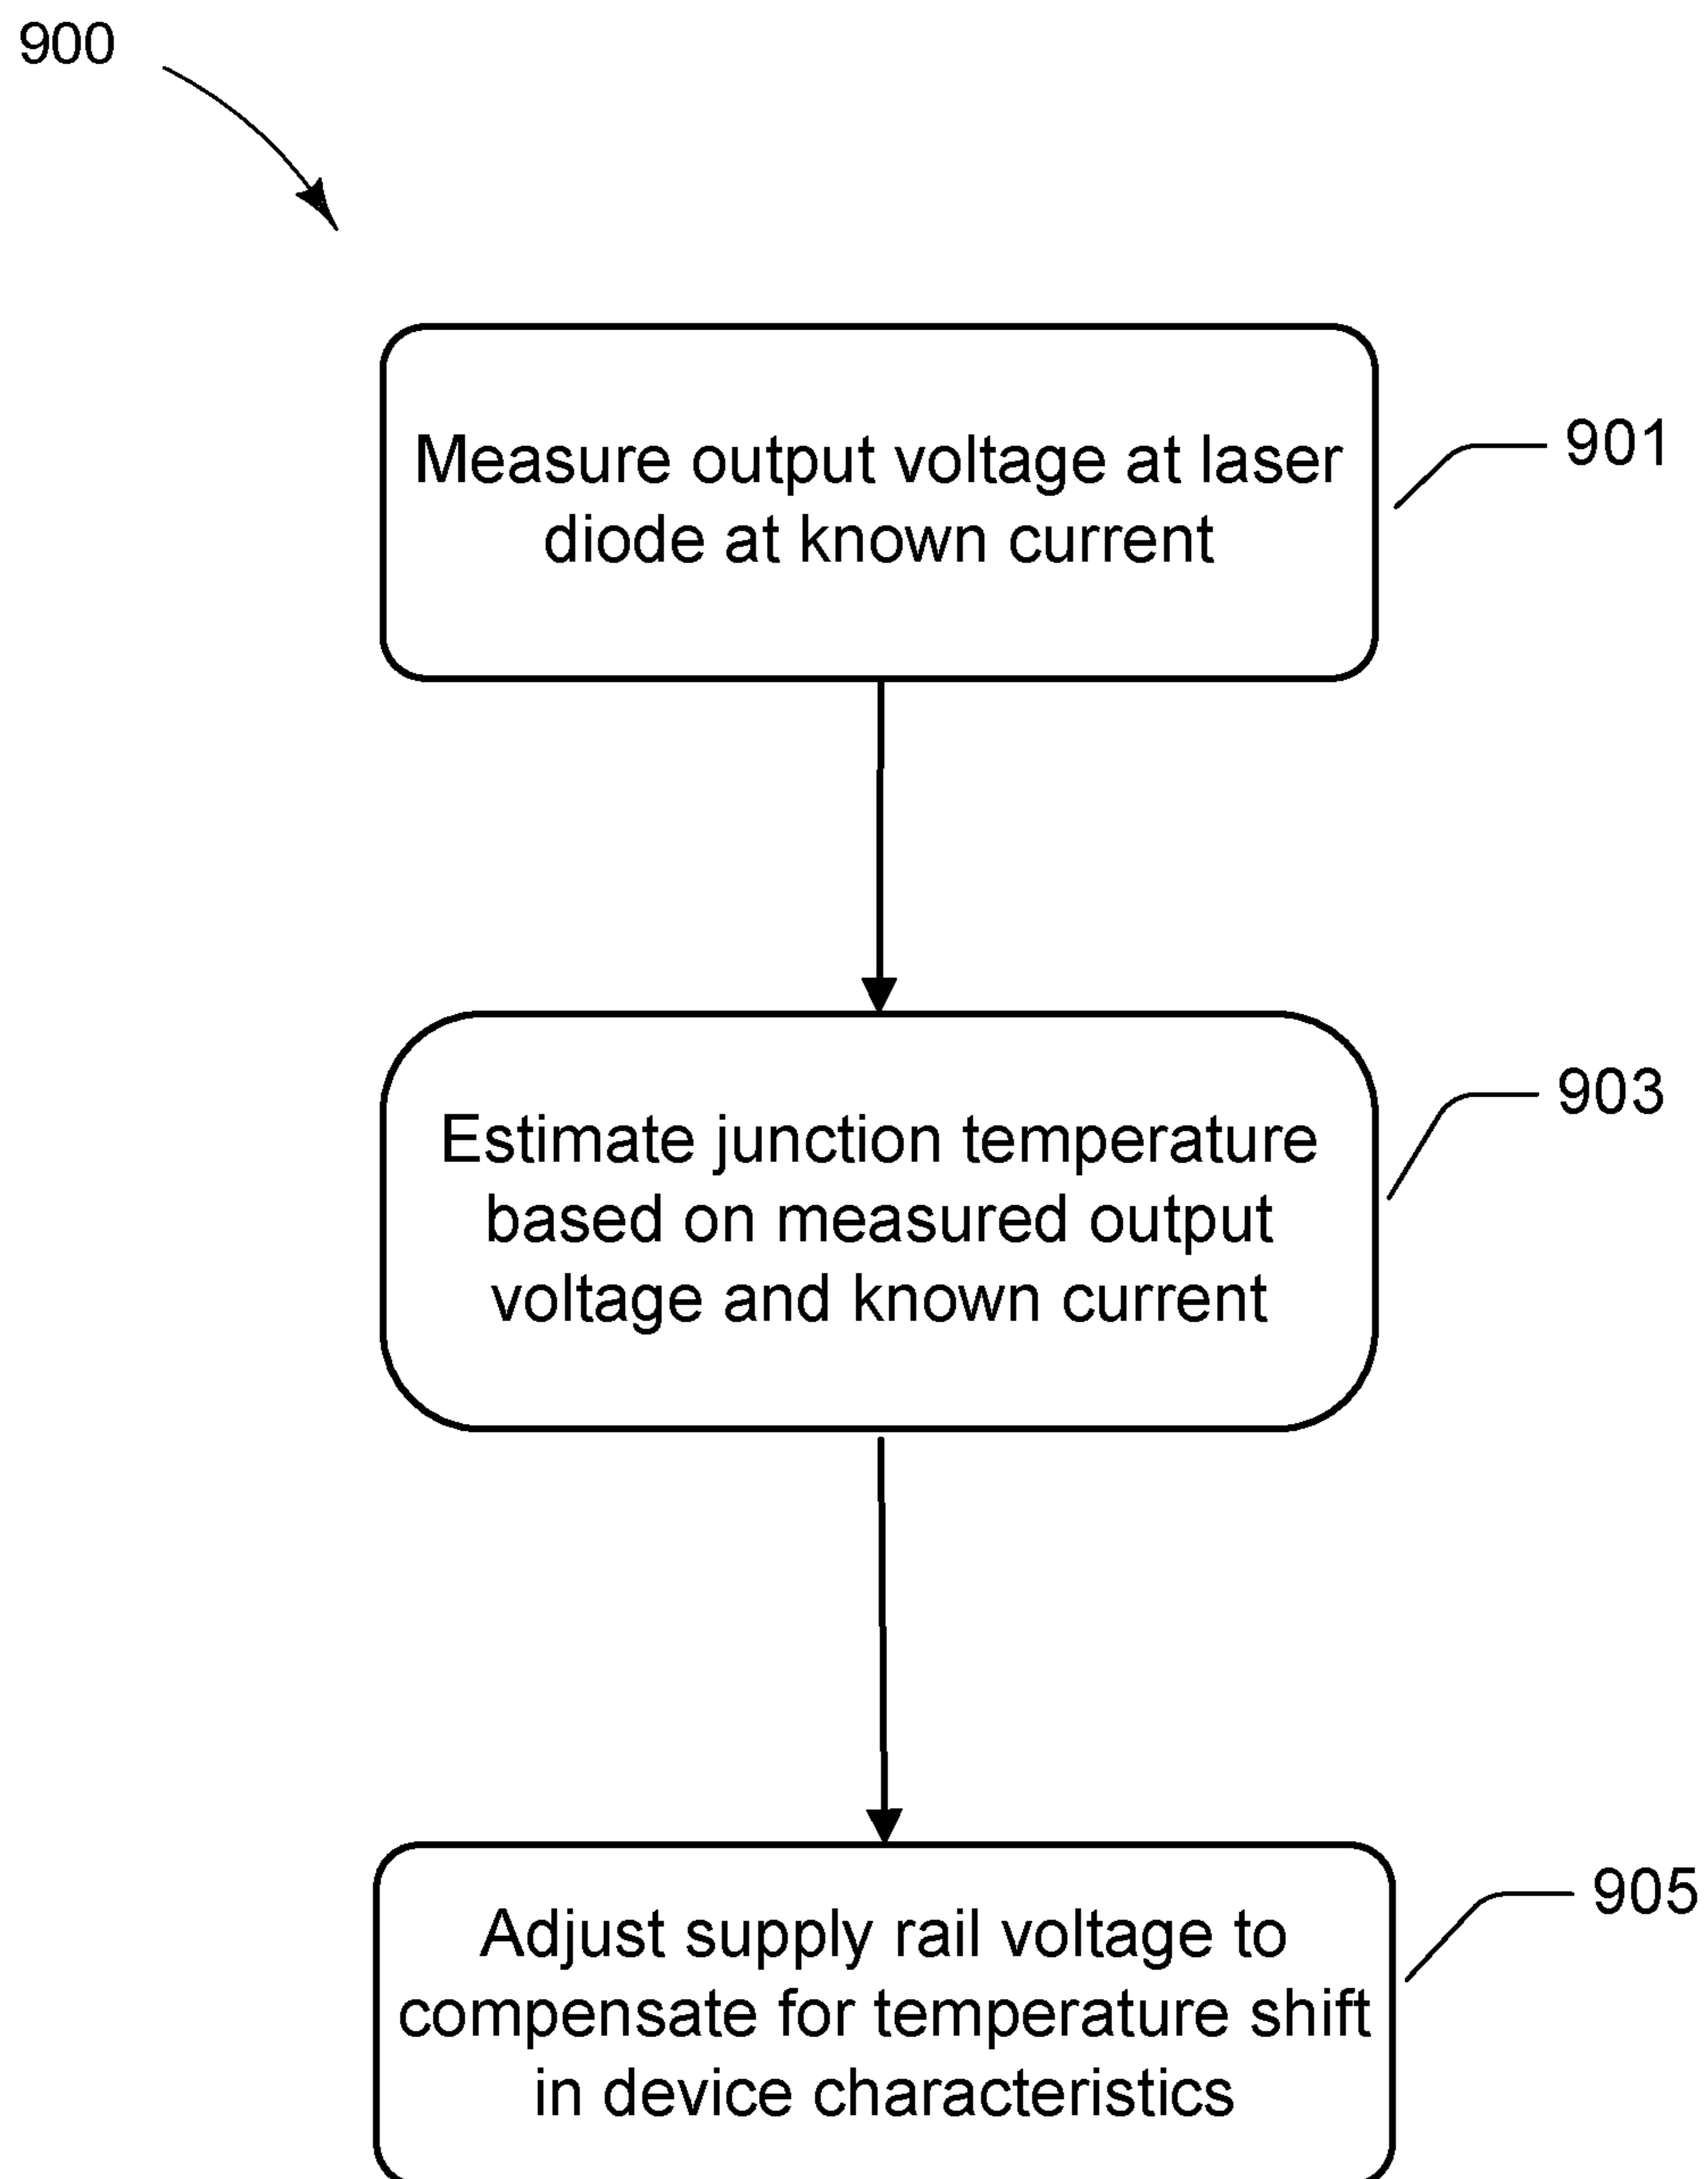 900
Measure output voltage at laser
diode at known current
901
Estimate junction temperature
based on measured output
voltage and known current
903
Adjust supply rail voltage to
compensate for temperature shift
in device characteristics
905